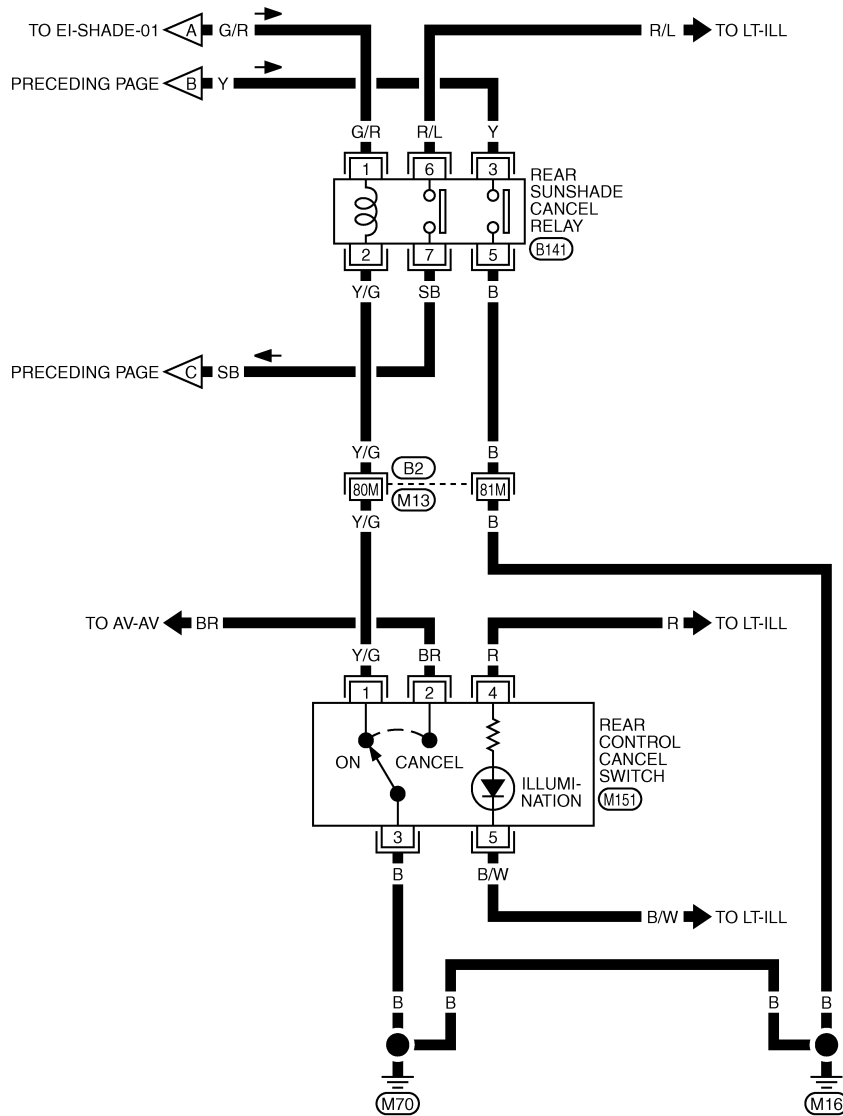 TO EI-SHADE-01 A G/R R/L TO LT-ILL
PRECEDING PAGE B Y
G/R R/L Y
1 6 3
REAR
SUNSHADE
CANCEL
RELAY
B141
2 7 5
Y/G SB B
PRECEDING PAGE C SB
Y/G B
B2
80M 81M
M13
Y/G B
TO AV-AV BR R TO LT-ILL
Y/G BR R
1 2 4
REAR
CONTROL
CANCEL
SWITCH
M151
ON CANCEL
ILLUMI-
NATION
3 5
B B/W
B/W TO LT-ILL
B B B B
M70 M16